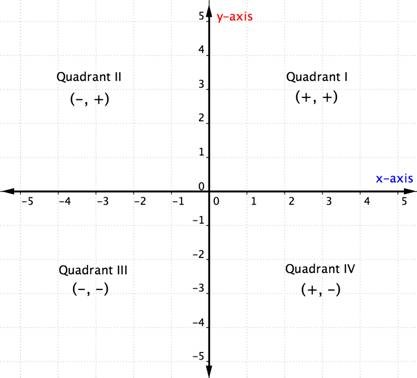 5
y-axis
4
Quadrant II
Quadrant I
3
(-, +)
(+, +)
2
1
x-axis
0
-5 -4 -3 -2 -1 0 1 2 3 4 5
-1
-2
Quadrant III
Quadrant IV
(-, -)
(+, -)
-3
-4
-5